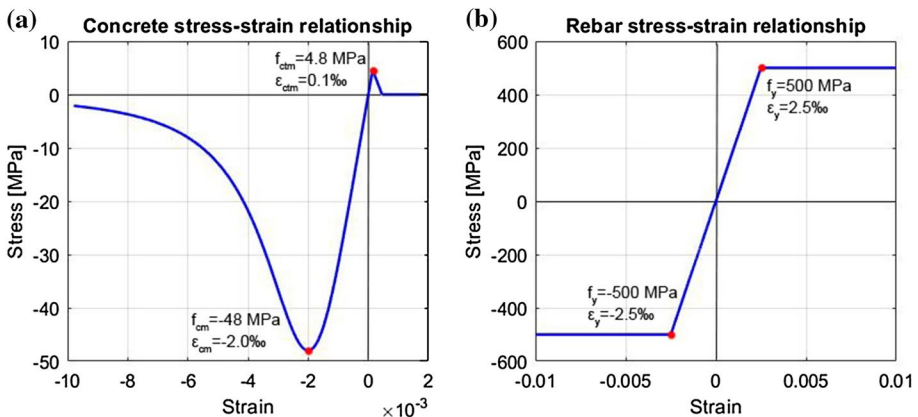 (a)
Concrete stress-strain relationship
10
0
-10
-20
-30
-40
-50
Stress [MPa]
f_ctm=4.8 MPa
ε_ctm=0.1‰
f_cm=-48 MPa
ε_cm=-2.0‰
-10
-8
-6
-4
-2
0
2
Strain
×10^-3
(b)
Rebar stress-strain relationship
600
400
200
0
-200
-400
-600
Stress [MPa]
f_y=500 MPa
ε_y=2.5‰
f_y=-500 MPa
ε_y=-2.5‰
-0.01
-0.005
0
0.005
0.01
Strain